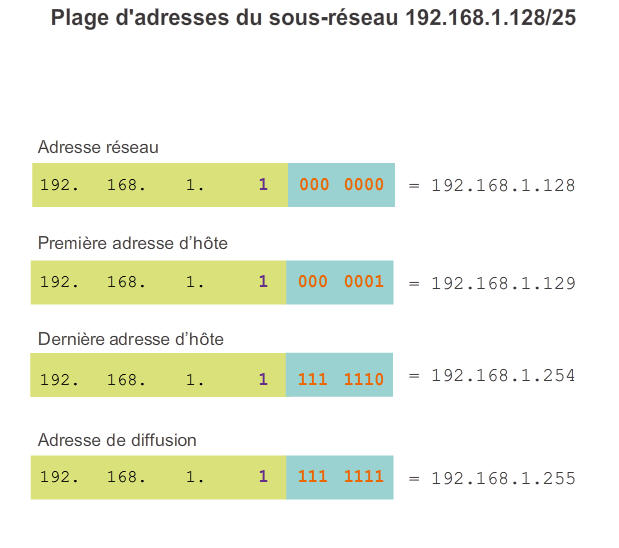 Plage d'adresses du sous-réseau 192.168.1.128/25
Adresse réseau
192. 168. 1. 1 000 0000 = 192.168.1.128
Première adresse d’hôte
192. 168. 1. 1 000 0001 = 192.168.1.129
Dernière adresse d’hôte
192. 168. 1. 1 111 1110 = 192.168.1.254
Adresse de diffusion
192. 168. 1. 1 111 1111 = 192.168.1.255